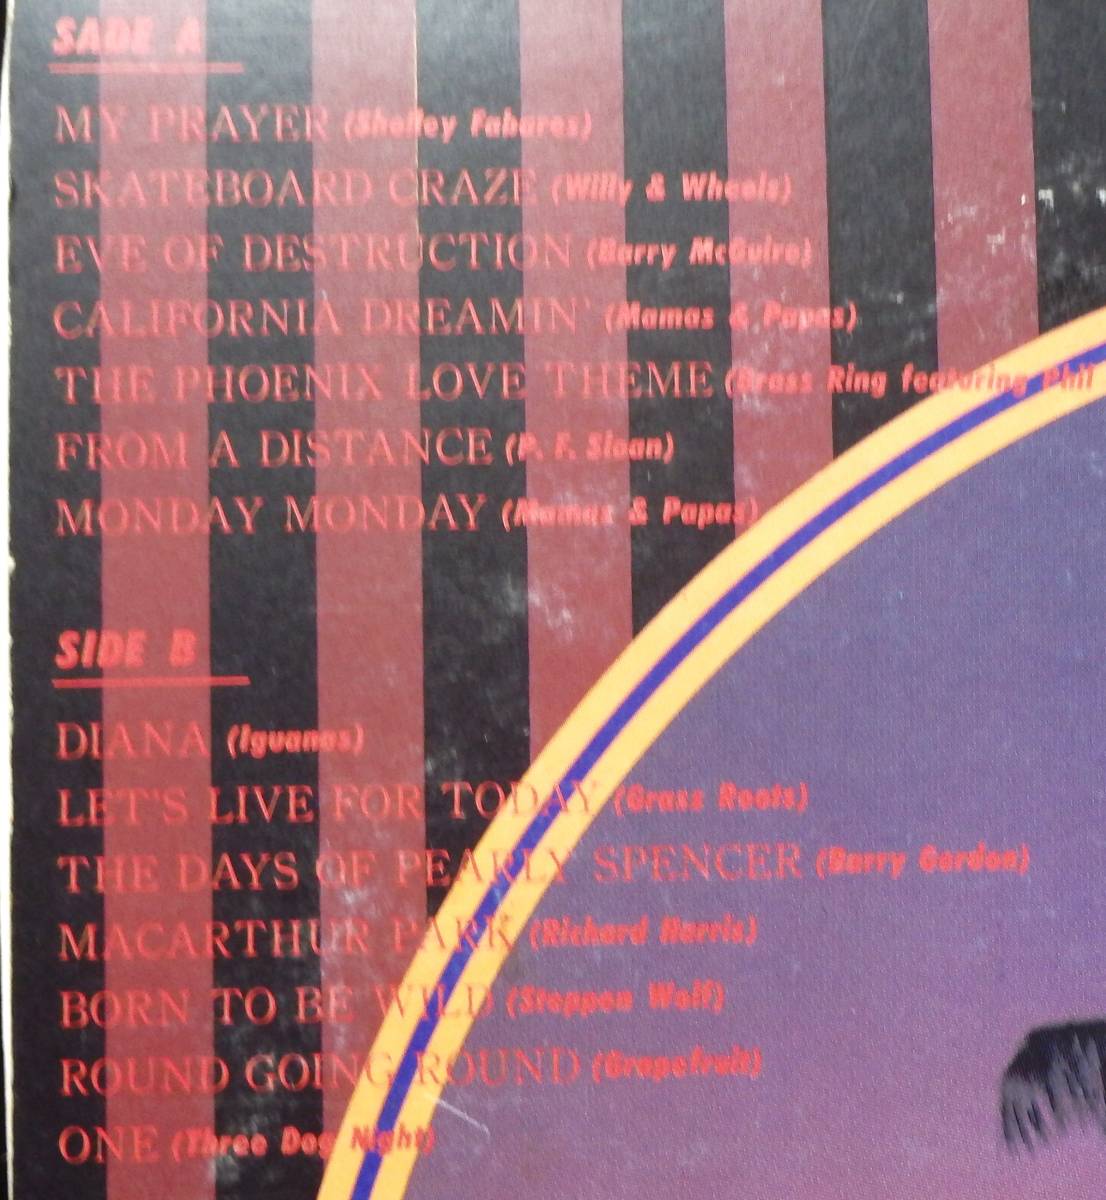 SADE A
MY PRAYER (Shelley Fabares)
SKATEBOARD CRAZE (Willy & Wheels)
EVE OF DESTRUCTION (Barry McGuire)
CALIFORNIA DREAMIN' (Mamas & Papas)
THE PHOENIX LOVE THEME (Brass Ring featuring Phil
FROM A DISTANCE (P. F. Sloan)
MONDAY MONDAY (Mamas & Papas)
SIDE B
DIANA (Iguanas)
LET'S LIVE FOR TODAY (Grass Roots)
THE DAYS OF PEARLY SPENCER (Barry Gordon)
MACARTHUR PARK (Richard Harris)
BORN TO BE WILD (Steppen Wolf)
ROUND GOING ROUND (Grapefruit)
ONE (Three Dog Night)